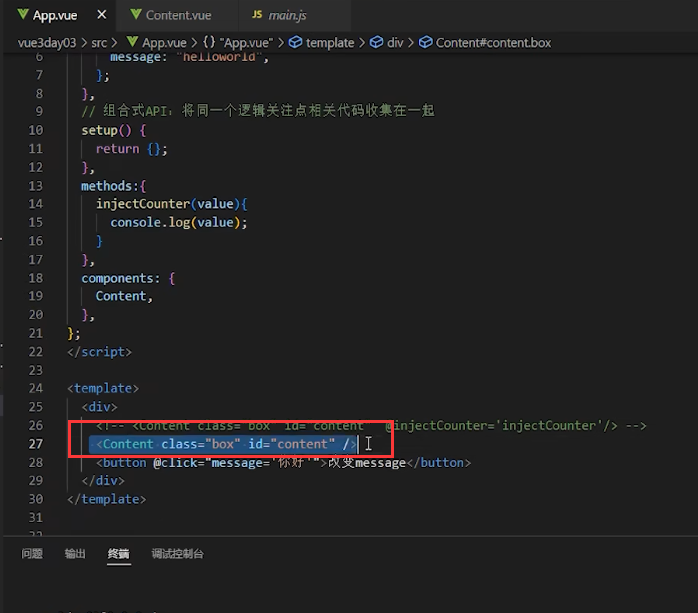 App.vue × Content.vue JS main.js
vue3day03 > src > App.vue > {} "App.vue" > template > div > Content#content.box
6 message: "helloworld",
7 };
8 },
9 // 组合式API: 将同一个逻辑关注点相关代码收集在一起
10 setup() {
11 return {};
12 },
13 methods:{
14 injectCounter(value){
15 console.log(value);
16 }
17 },
18 components: {
19 Content,
20 },
21 };
22 </script>
23
24 <template>
25 <div>
26 <!-- <Content class="box" id="content" @injectCounter='injectCounter'/> -->
27 <Content class="box" id="content" />
28 <button @click="message='你好'">改变message</button>
29 </div>
30 </template>
31
32
问题 输出 终端 调试控制台